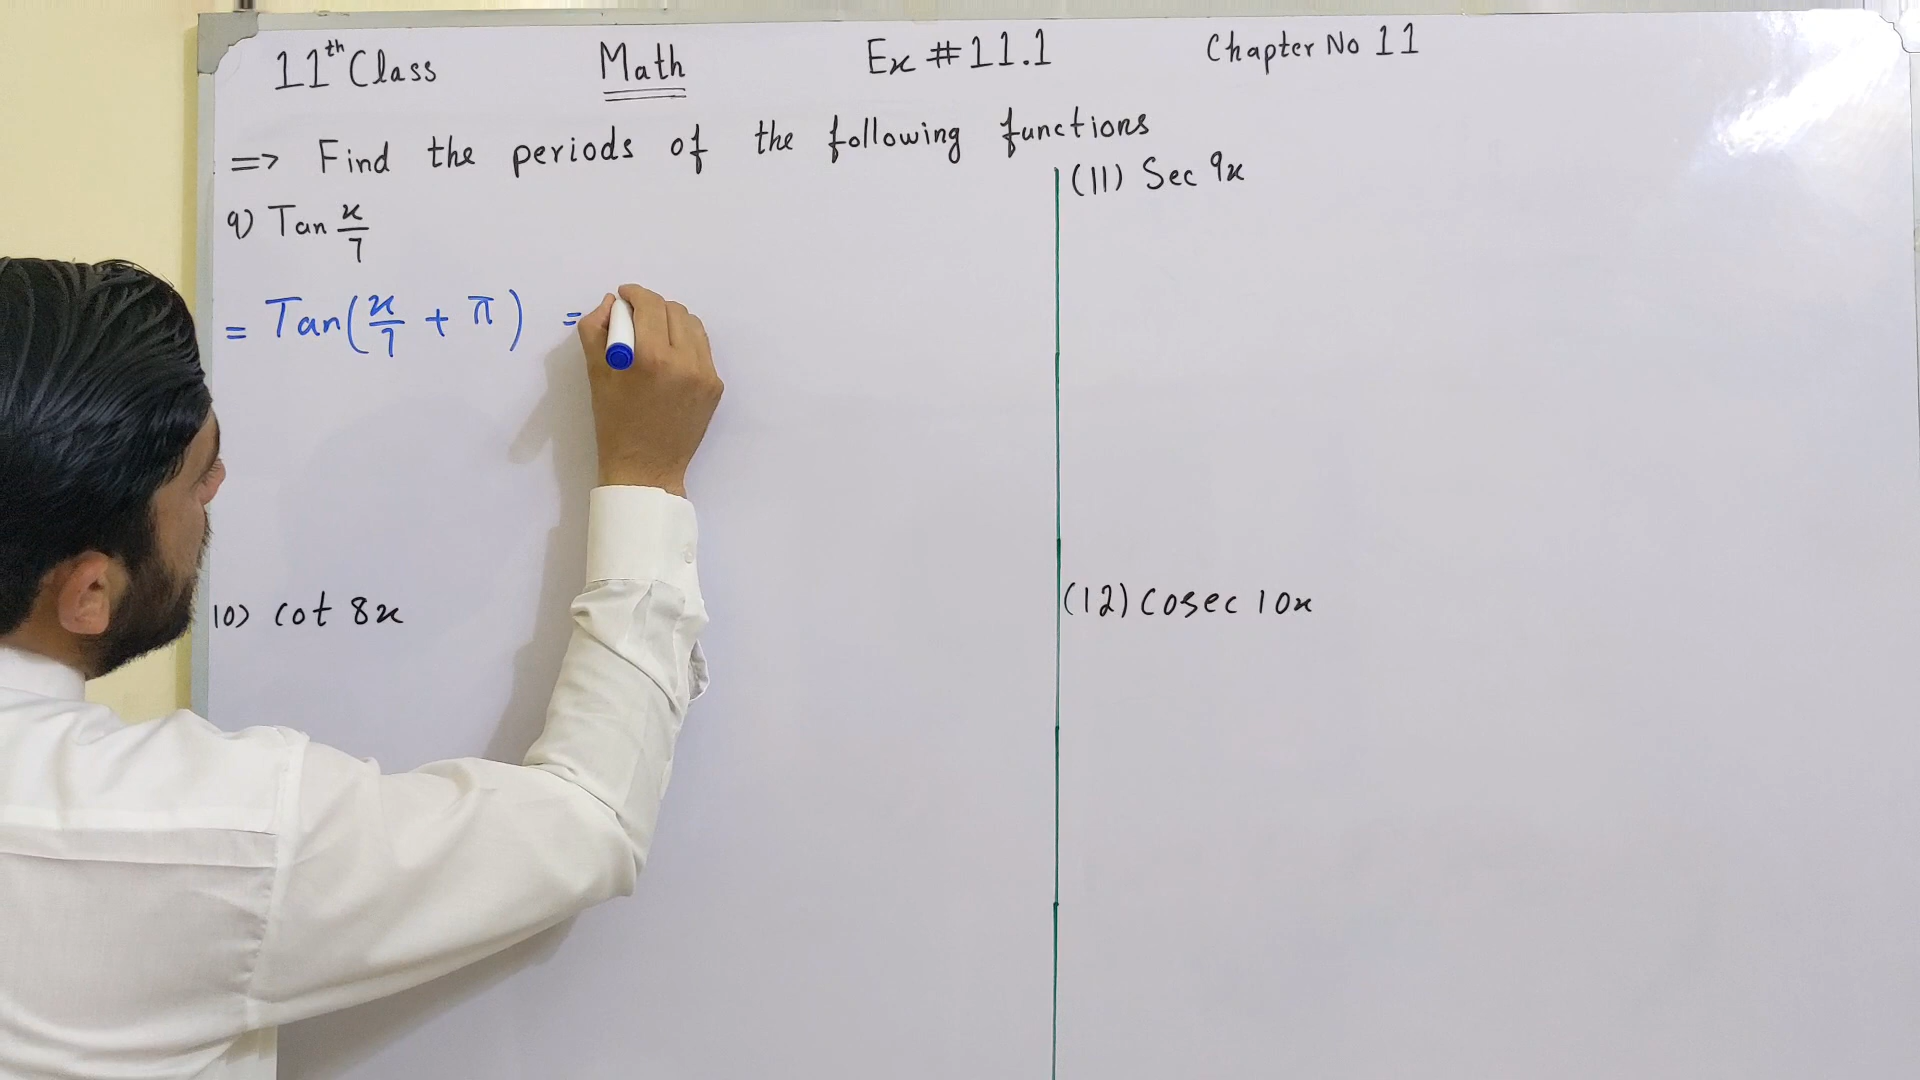 11th Class Math Ex # 11.1 Chapter No 11
=> Find the periods of the following functions
9) Tan x/7
= Tan(x/7 + π) =
10) cot 8x
(11) Sec 9x
(12) Cosec 10x